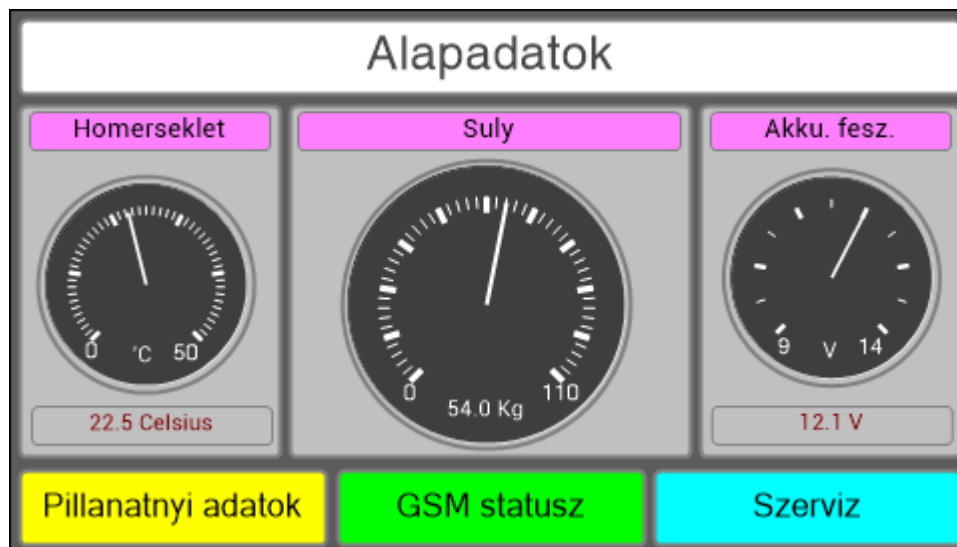 Alapadatok
Homerseklet
Suly
Akku. fesz.
0 °C 50
0 54.0 Kg 110
9 V 14
22.5 Celsius
12.1 V
Pillanatnyi adatok
GSM statusz
Szerviz